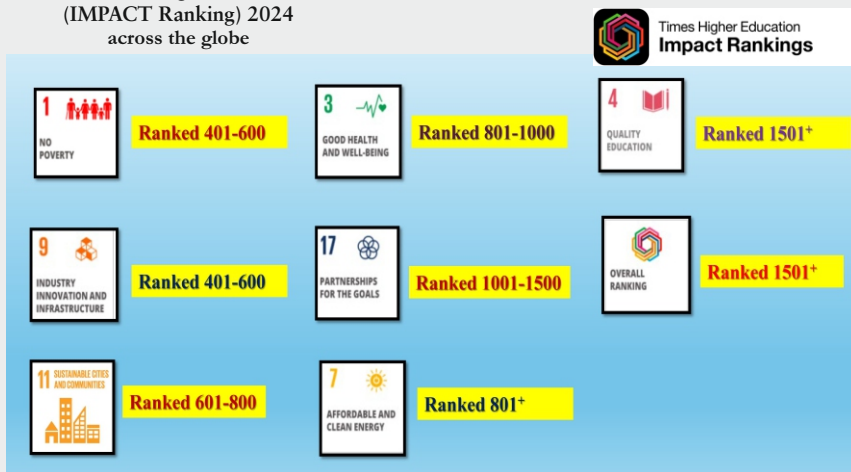 (IMPACT Ranking) 2024
across the globe
Times Higher Education
Impact Rankings
1
NO
POVERTY
Ranked 401-600
3
GOOD HEALTH
AND WELL-BEING
Ranked 801-1000
4
QUALITY
EDUCATION
Ranked 1501+
9
INDUSTRY
INNOVATION AND
INFRASTRUCTURE
Ranked 401-600
17
PARTNERSHIPS
FOR THE GOALS
Ranked 1001-1500
OVERALL
RANKING
Ranked 1501+
11 SUSTAINABLE CITIES
AND COMMUNITIES
Ranked 601-800
7
AFFORDABLE AND
CLEAN ENERGY
Ranked 801+